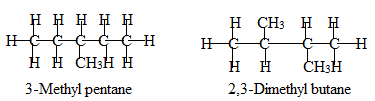 H H H H H H CH3 H H
H C C C C C H H C C C C H
H H CH3H H H H CH3H
3-Methyl pentane 2,3-Dimethyl butane